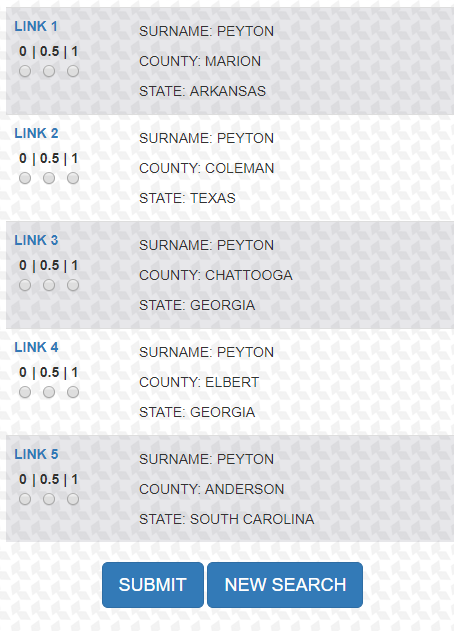 LINK 1
0 | 0.5 | 1
SURNAME: PEYTON
COUNTY: MARION
STATE: ARKANSAS
LINK 2
0 | 0.5 | 1
SURNAME: PEYTON
COUNTY: COLEMAN
STATE: TEXAS
LINK 3
0 | 0.5 | 1
SURNAME: PEYTON
COUNTY: CHATTOOGA
STATE: GEORGIA
LINK 4
0 | 0.5 | 1
SURNAME: PEYTON
COUNTY: ELBERT
STATE: GEORGIA
LINK 5
0 | 0.5 | 1
SURNAME: PEYTON
COUNTY: ANDERSON
STATE: SOUTH CAROLINA
SUBMIT NEW SEARCH